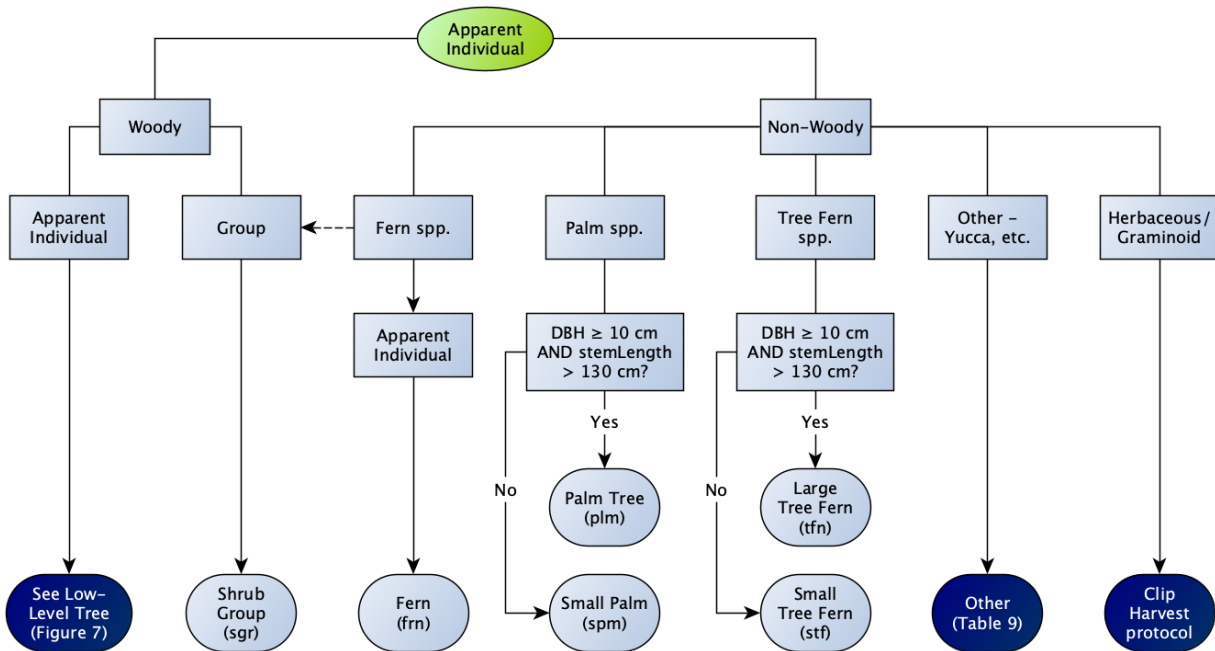 Apparent
Individual
Woody
Non-Woody
Apparent
Individual
Group
Fern spp.
Palm spp.
Tree Fern
spp.
Other –
Yucca, etc.
Herbaceous/
Graminoid
Apparent
Individual
DBH ≥ 10 cm
AND stemLength
> 130 cm?
DBH ≥ 10 cm
AND stemLength
> 130 cm?
Yes
Yes
No
No
Palm Tree
(plm)
Large
Tree Fern
(tfn)
See Low-
Level Tree
(Figure 7)
Shrub
Group
(sgr)
Fern
(frn)
Small Palm
(spm)
Small
Tree Fern
(stf)
Other
(Table 9)
Clip
Harvest
protocol